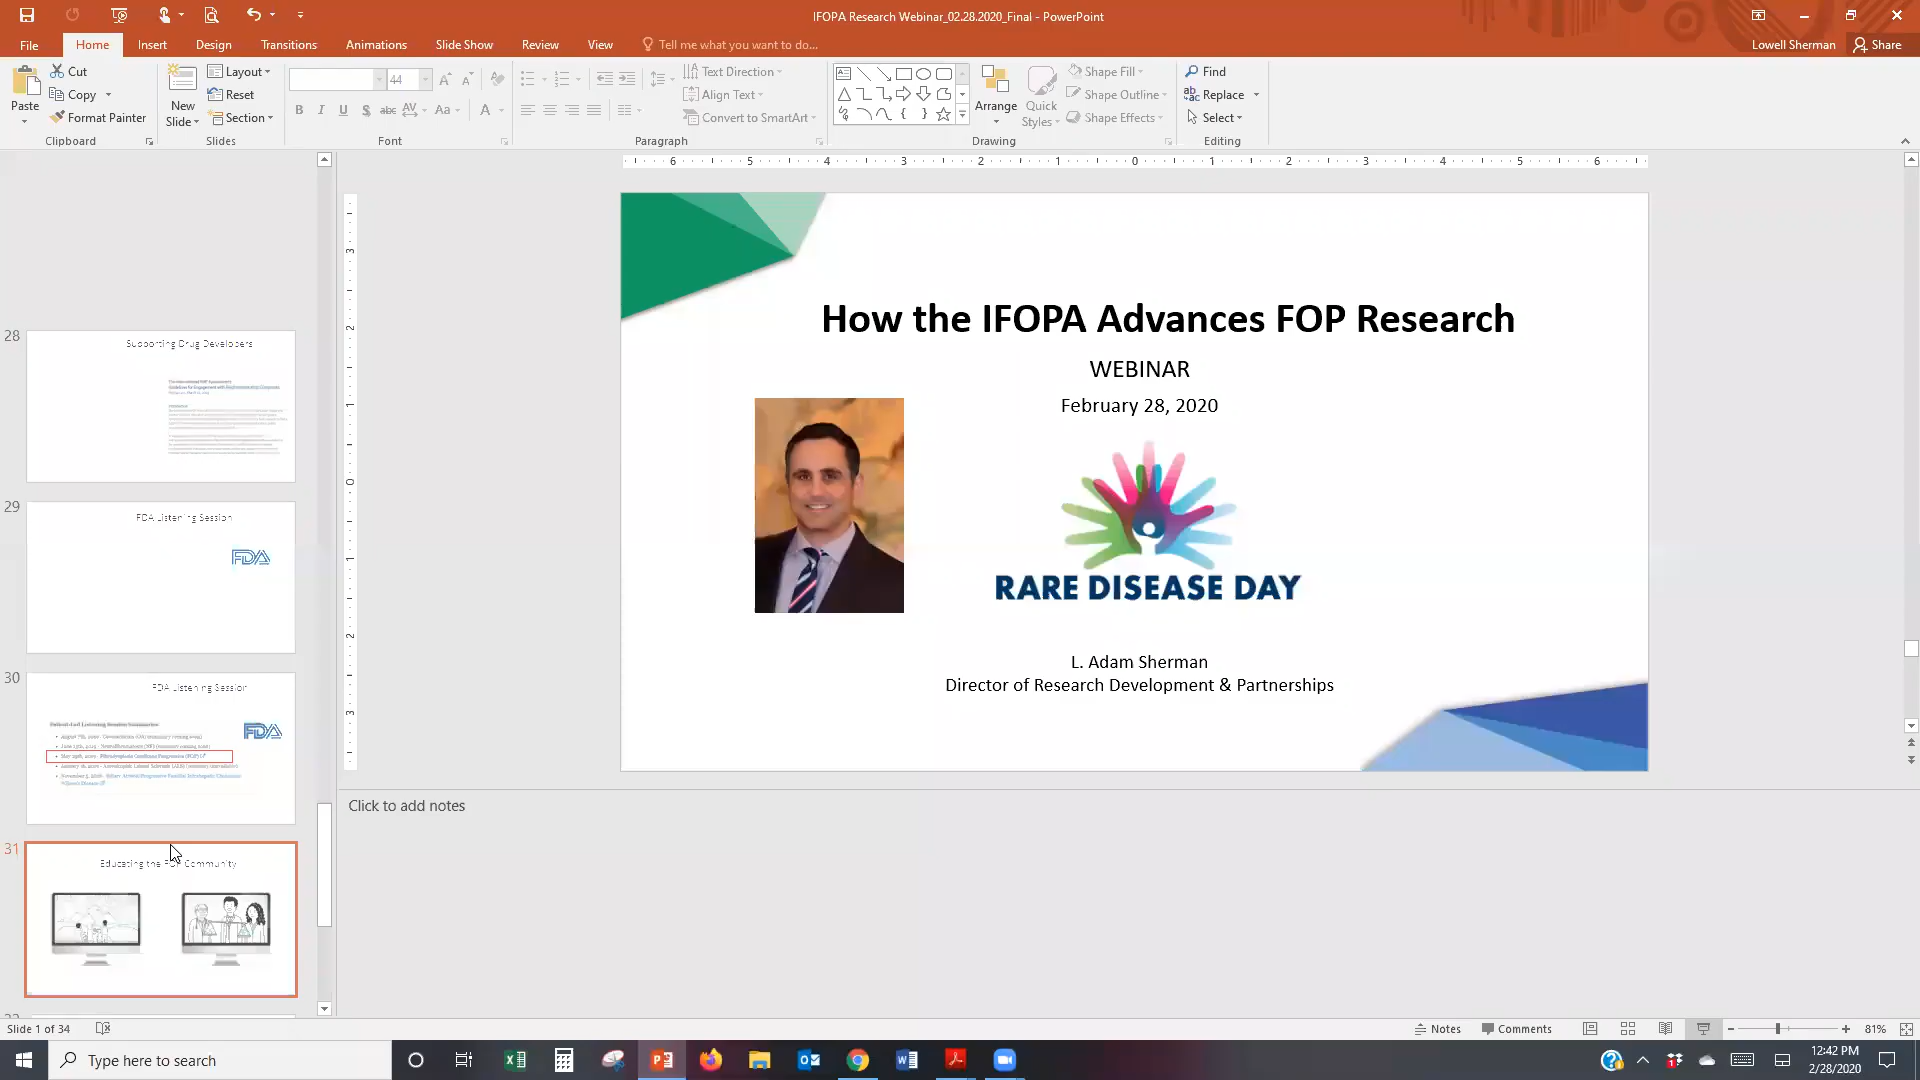 IFOPA Research Webinar_02.28.2020_Final - PowerPoint
File
Home
Insert
Design
Transitions
Animations
Slide Show
Review
View
Tell me what you want to do...
Lowell Sherman
Share
Paste
Cut
Copy
Format Painter
Clipboard
New
Slide
Layout
Reset
Section
Slides
44
Font
Text Direction
Align Text
Convert to SmartArt
Paragraph
Arrange
Quick
Styles
Shape Fill
Shape Outline
Shape Effects
Drawing
Find
Replace
Select
Editing
28
Supporting Drug Developers
29
FDA Listening Session
FDA
30
FDA Listening Session
FDA
31
Educating the FOP Community
How the IFOPA Advances FOP Research
WEBINAR
February 28, 2020
RARE DISEASE DAY
L. Adam Sherman
Director of Research Development & Partnerships
Click to add notes
Slide 1 of 34
Notes
Comments
81%
Type here to search
12:42 PM
2/28/2020